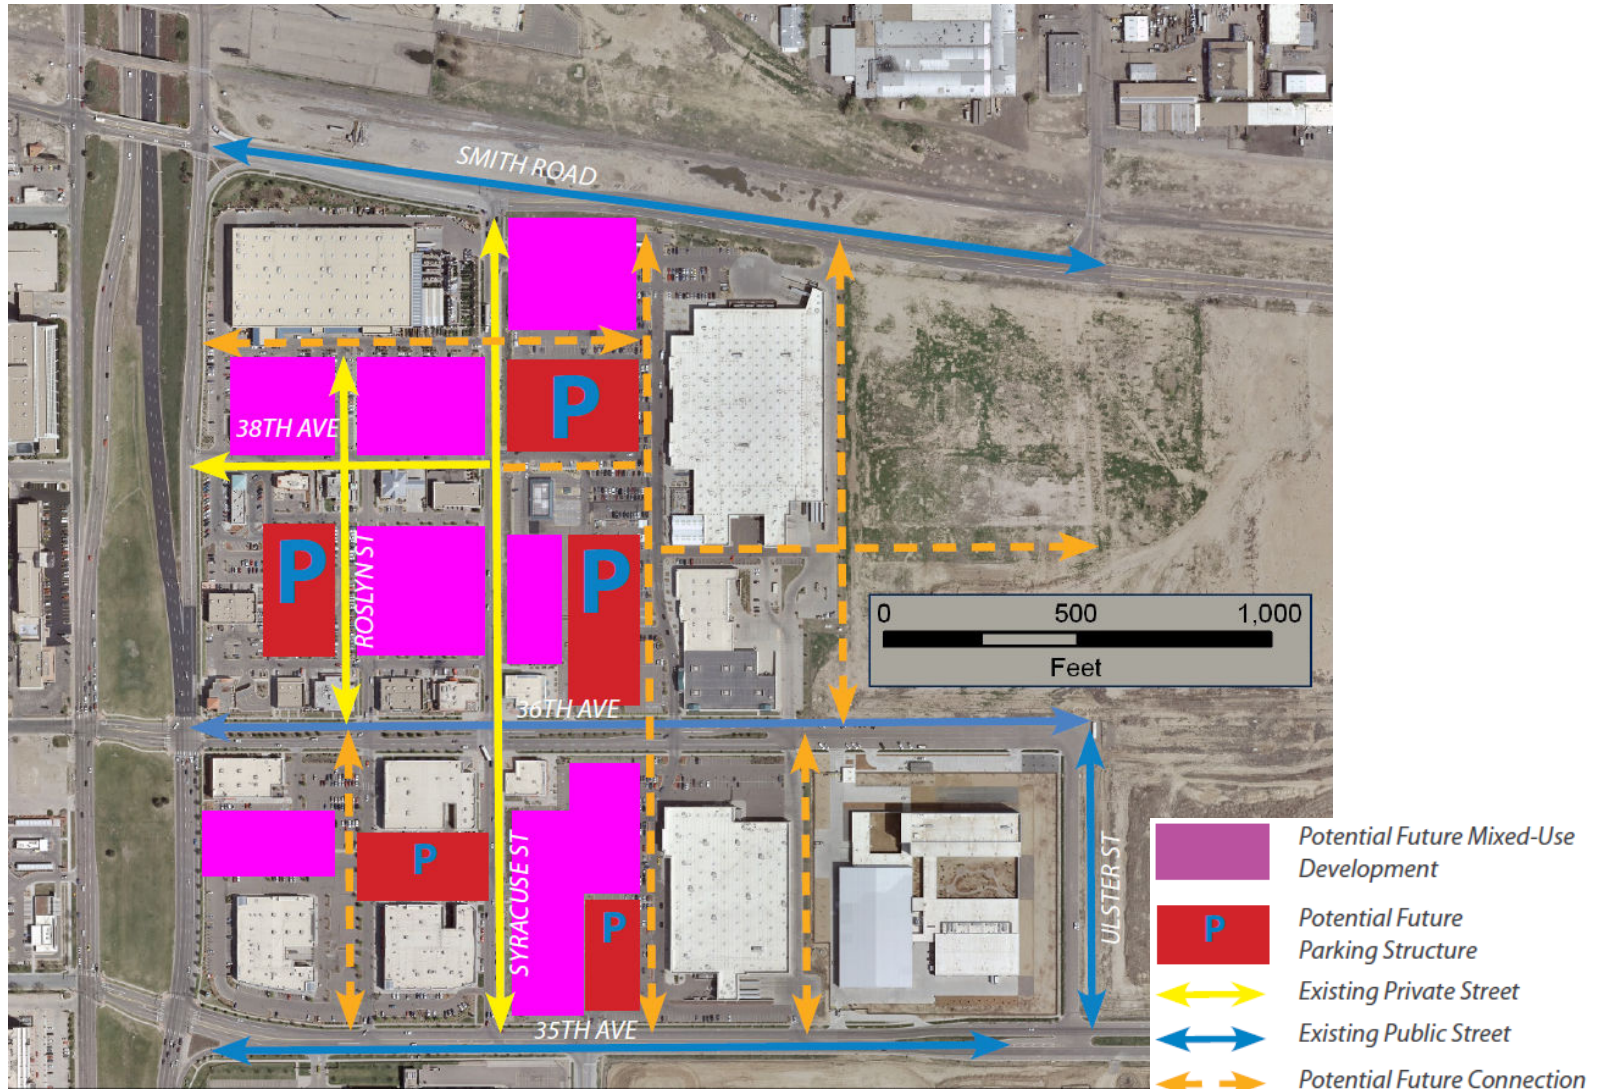 SMITH ROAD
P
38TH AVE
P
P
ROSLYN ST
0 500 1,000
Feet
36TH AVE
P
SYRACUSE ST
P
ULSTER ST
35TH AVE
Potential Future Mixed-Use
Development
P
Potential Future
Parking Structure
Existing Private Street
Existing Public Street
Potential Future Connection